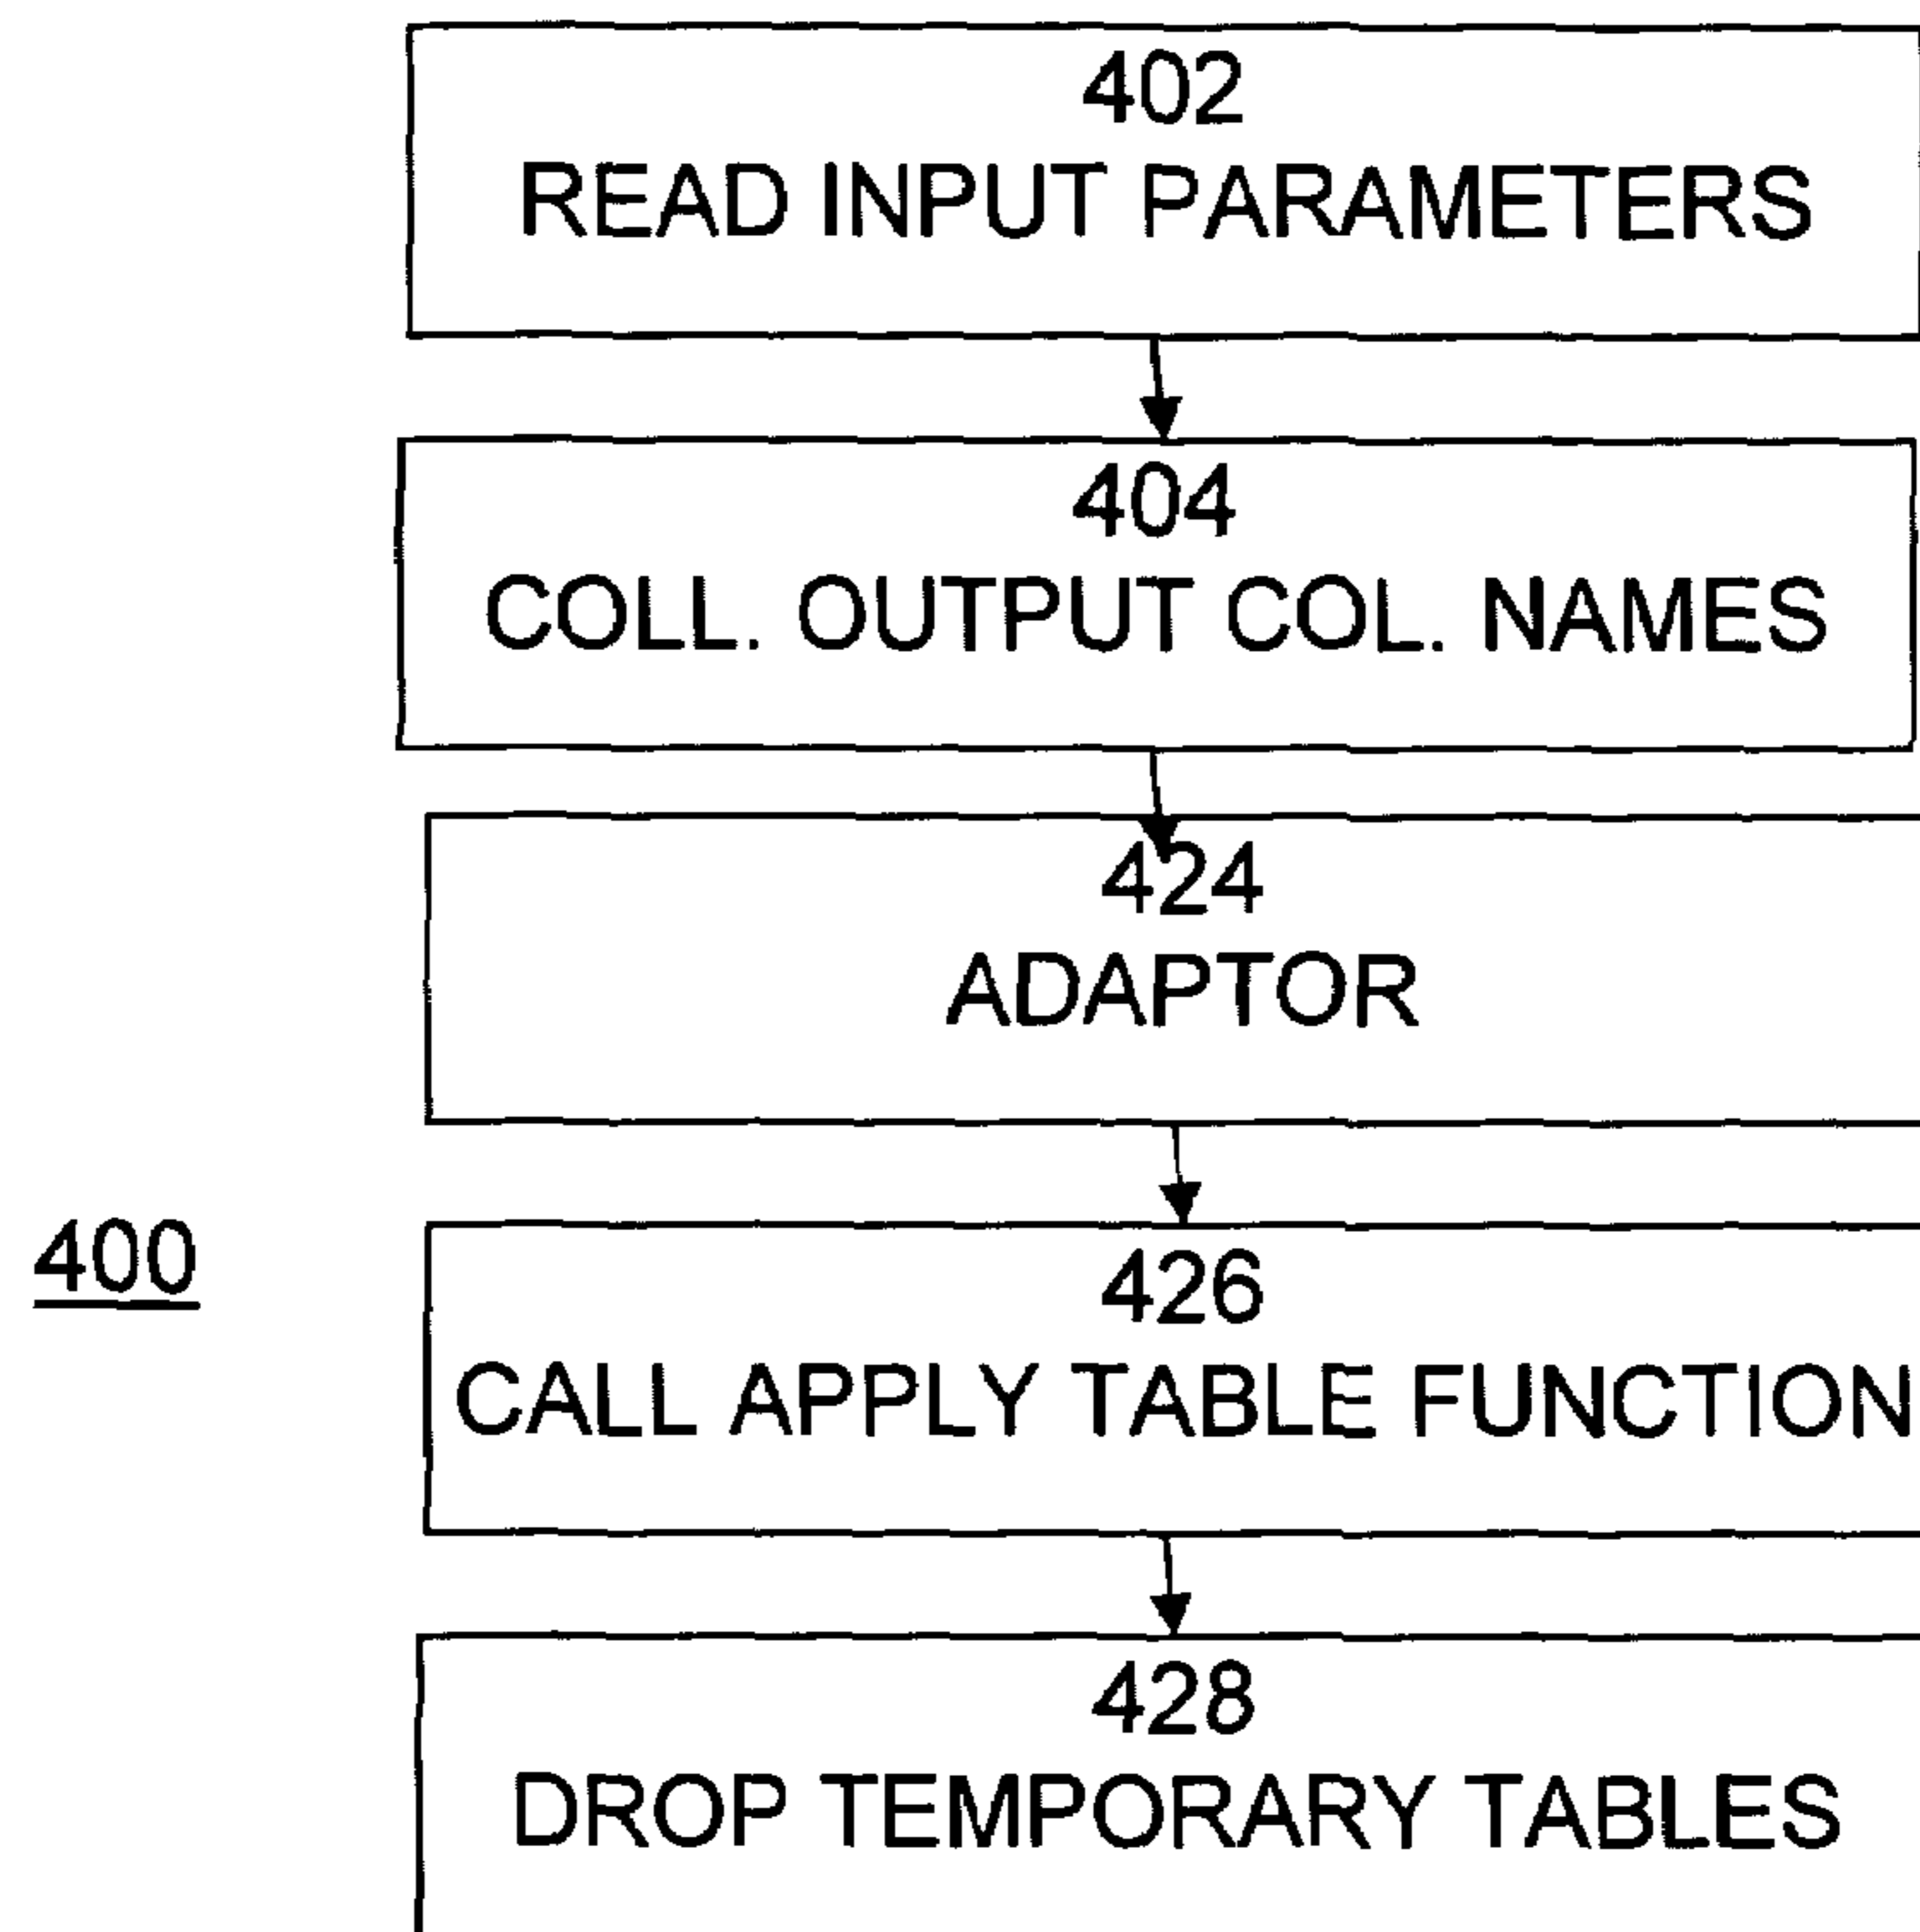 402
READ INPUT PARAMETERS
404
COLL. OUTPUT COL. NAMES
424
ADAPTOR
400
426
CALL APPLY TABLE FUNCTION
428
DROP TEMPORARY TABLES